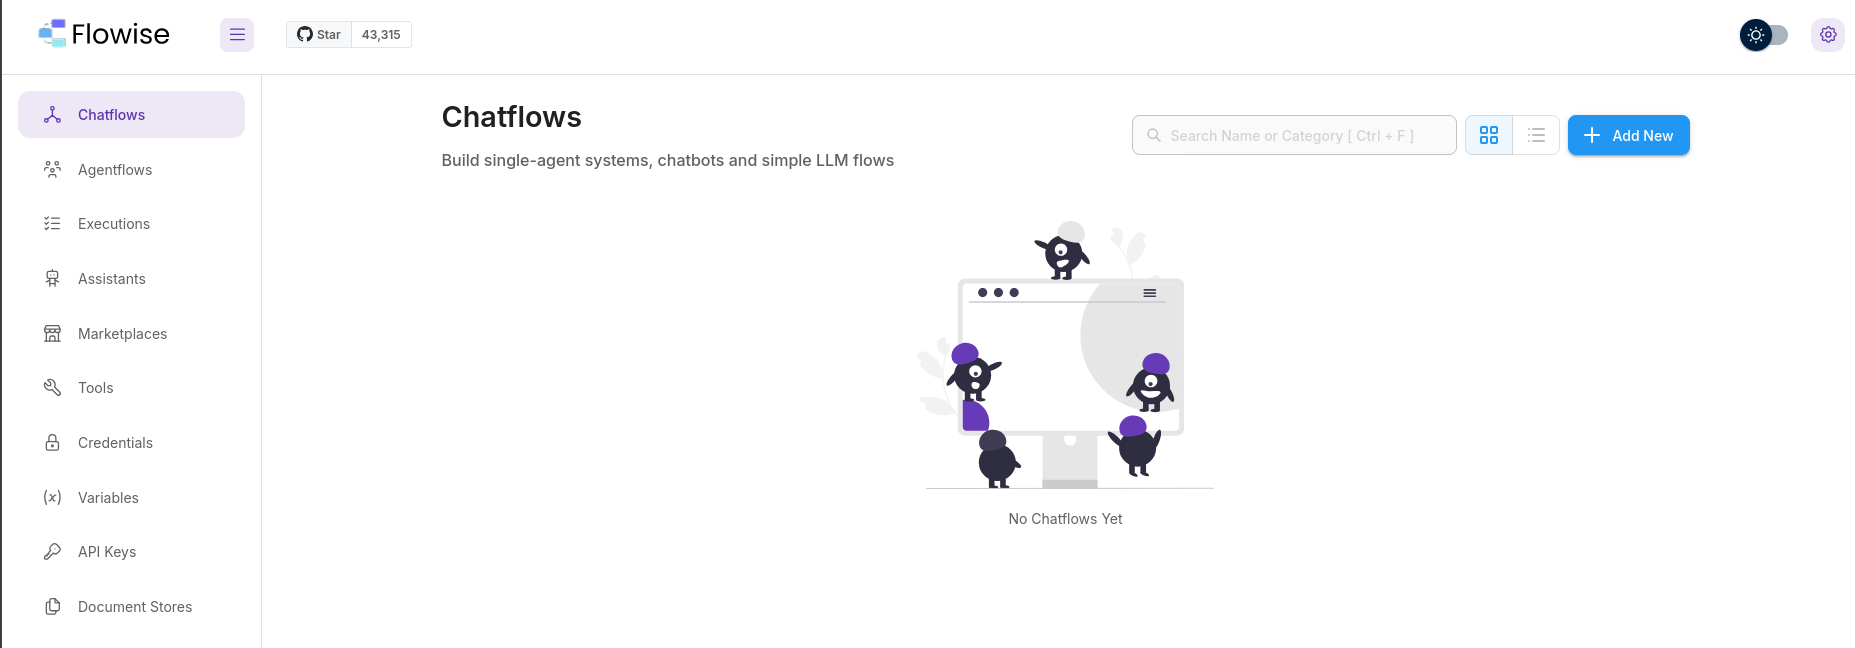 Flowise
Star 43,315
Chatflows
Agentflows
Executions
Assistants
Marketplaces
Tools
Credentials
Variables
API Keys
Document Stores
Chatflows
Build single-agent systems, chatbots and simple LLM flows
Search Name or Category [ Ctrl + F ]
Add New
No Chatflows Yet